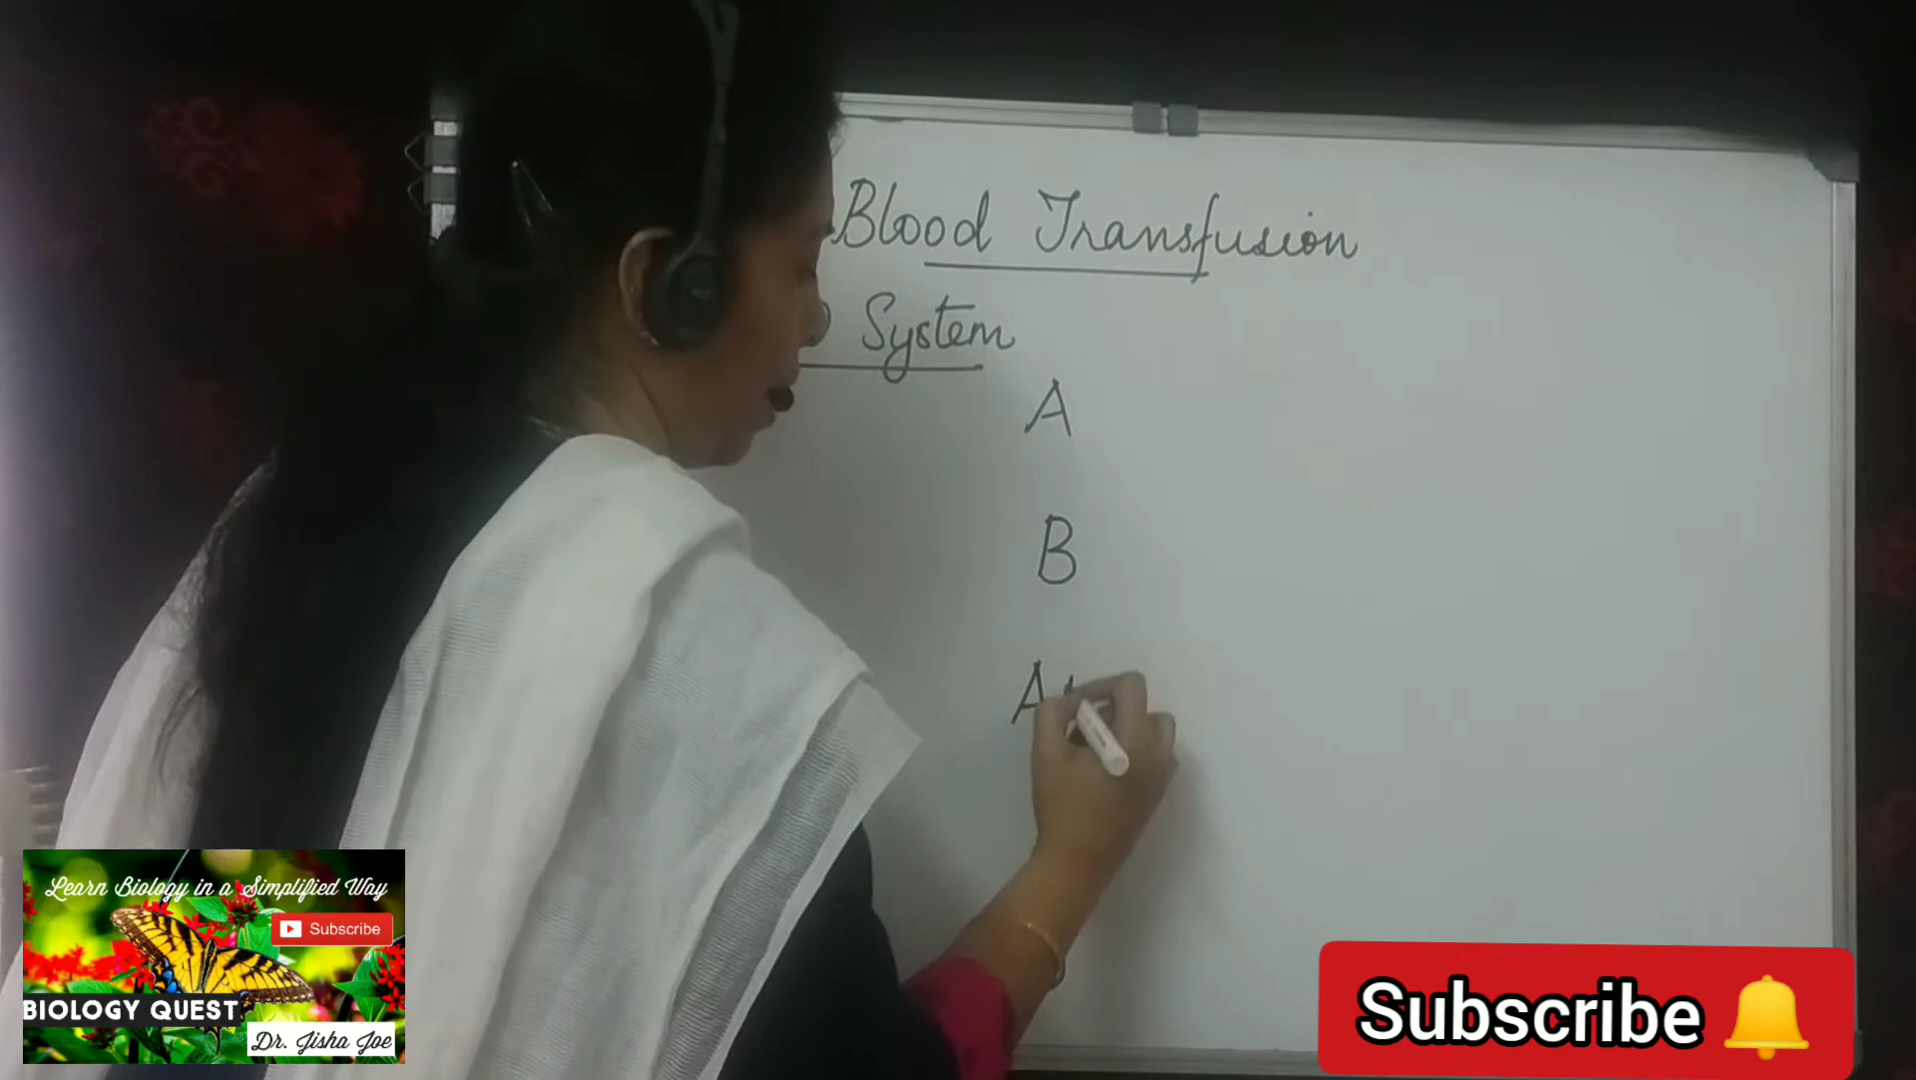 Blood Transfusion
System
A
B
A
Learn Biology in a Simplified Way
Subscribe
BIOLOGY QUEST
Dr. Jisha Joe
Subscribe